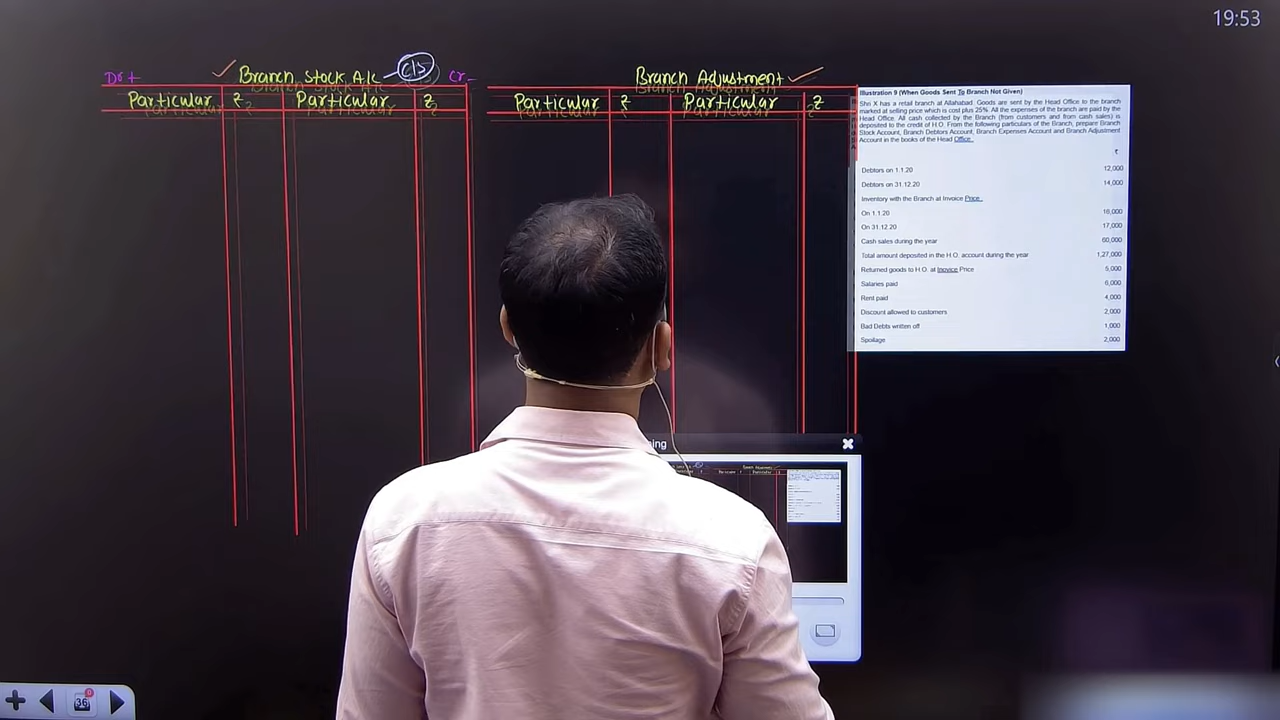 19:53
Dr +
Branch Stock A/c
C/S
Cr -
Particular ₹ Particular ₹
Branch Adjustment
Particular ₹ Particular ₹
Illustration 9 (When Goods Sent To Branch Not Given)
Shri X has a retail branch at Allahabad. Goods are sent by the Head Office to the branch
marked at selling price which is cost plus 25%. All the expenses of the branch are paid by the
Head Office. All cash collected by the Branch (from customers and from cash sales) is
deposited to the credit of H.O. From the following particulars of the Branch, prepare Branch
Stock Account, Branch Debtors Account, Branch Expenses Account and Branch Adjustment
Account in the books of the Head Office.
₹
Debtors on 1.1.20 12,000
Debtors on 31.12.20 14,000
Inventory with the Branch at Invoice Price
On 1.1.20 16,000
On 31.12.20 17,000
Cash sales during the year 60,000
Total amount deposited in the H.O. account during the year 1,27,000
Returned goods to H.O. at Inovice Price 5,000
Salaries paid 6,000
Rent paid 4,000
Discount allowed to customers 2,000
Bad Debts written off 1,000
Spoilage 2,000
ning
36
0